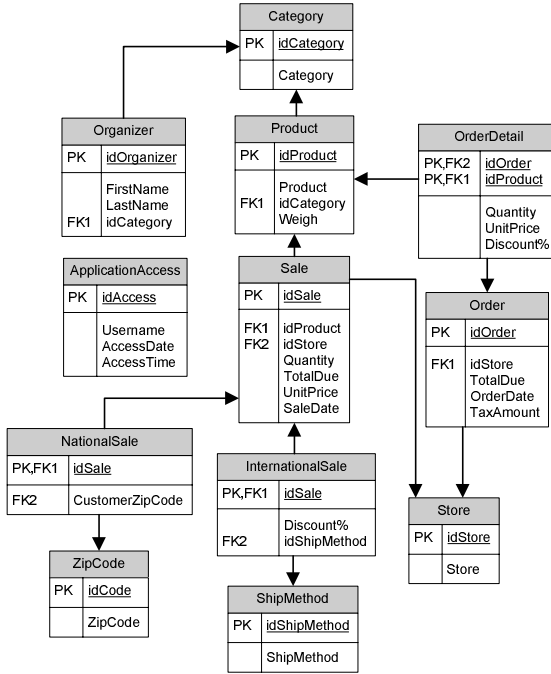 Category
PK idCategory
Category
Organizer
PK idOrganizer
FirstName
LastName
FK1 idCategory
Product
PK idProduct
Product
FK1 idCategory
Weigh
OrderDetail
PK,FK2 idOrder
PK,FK1 idProduct
Quantity
UnitPrice
Discount%
ApplicationAccess
PK idAccess
Username
AccessDate
AccessTime
Sale
PK idSale
FK1 idProduct
FK2 idStore
Quantity
TotalDue
UnitPrice
SaleDate
Order
PK idOrder
FK1 idStore
TotalDue
OrderDate
TaxAmount
NationalSale
PK,FK1 idSale
FK2 CustomerZipCode
InternationalSale
PK,FK1 idSale
Discount%
FK2 idShipMethod
Store
PK idStore
Store
ZipCode
PK idCode
ZipCode
ShipMethod
PK idShipMethod
ShipMethod